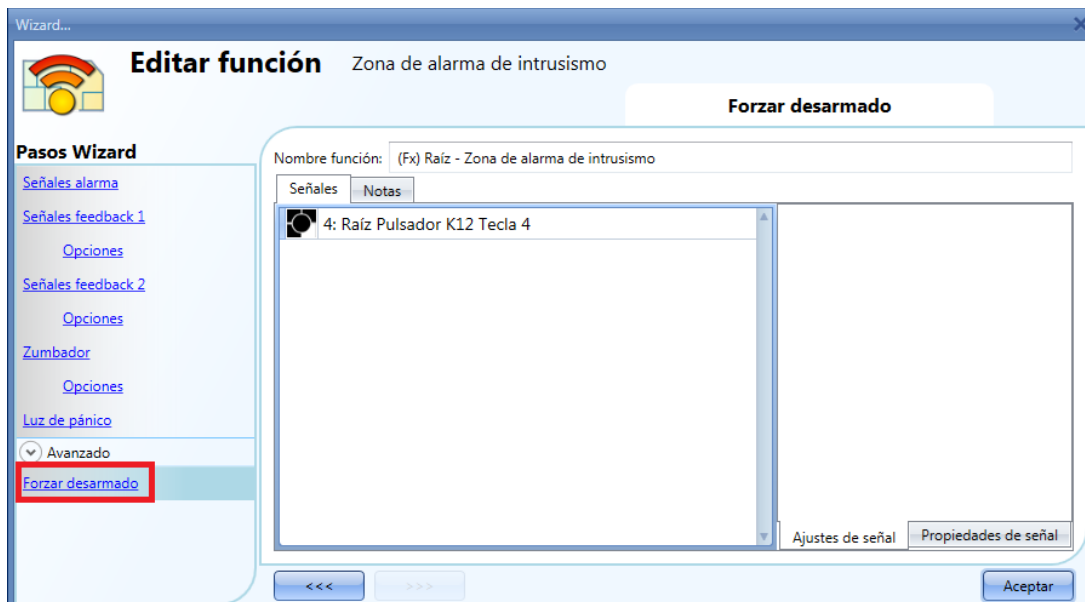 Wizard...
Editar función Zona de alarma de intrusismo
Forzar desarmado
Pasos Wizard
Señales alarma
Señales feedback 1
Opciones
Señales feedback 2
Opciones
Zumbador
Opciones
Luz de pánico
Avanzado
Forzar desarmado
Nombre función: (Fx) Raíz - Zona de alarma de intrusismo
Señales Notas
4: Raíz Pulsador K12 Tecla 4
Ajustes de señal Propiedades de señal
<<< >>> Aceptar